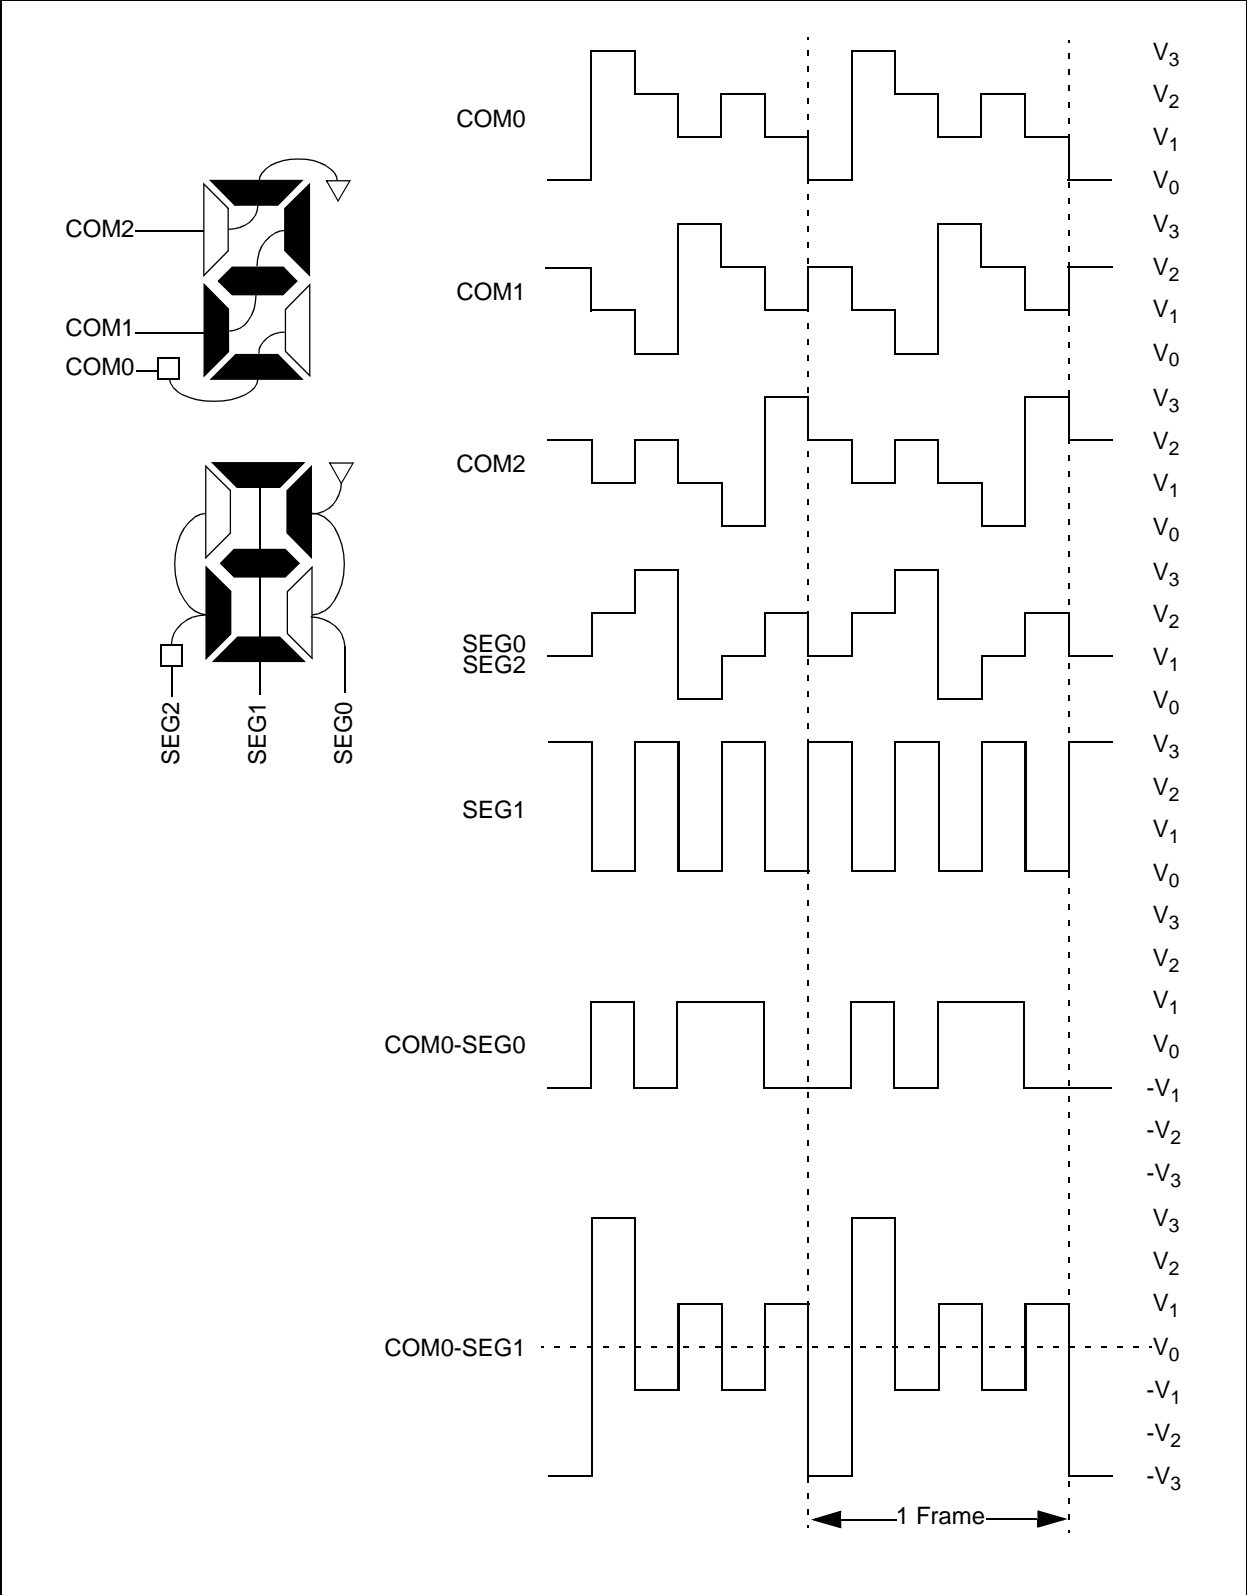 COM0
V3
V2
V1
V0
COM2
COM1
COM0
COM1
V3
V2
V1
V0
COM2
V3
V2
V1
V0
SEG2
SEG1
SEG0
SEG0
SEG2
V3
V2
V1
V0
SEG1
V3
V2
V1
V0
COM0-SEG0
V3
V2
V1
V0
-V1
-V2
-V3
COM0-SEG1
V3
V2
V1
V0
-V1
-V2
-V3
1 Frame